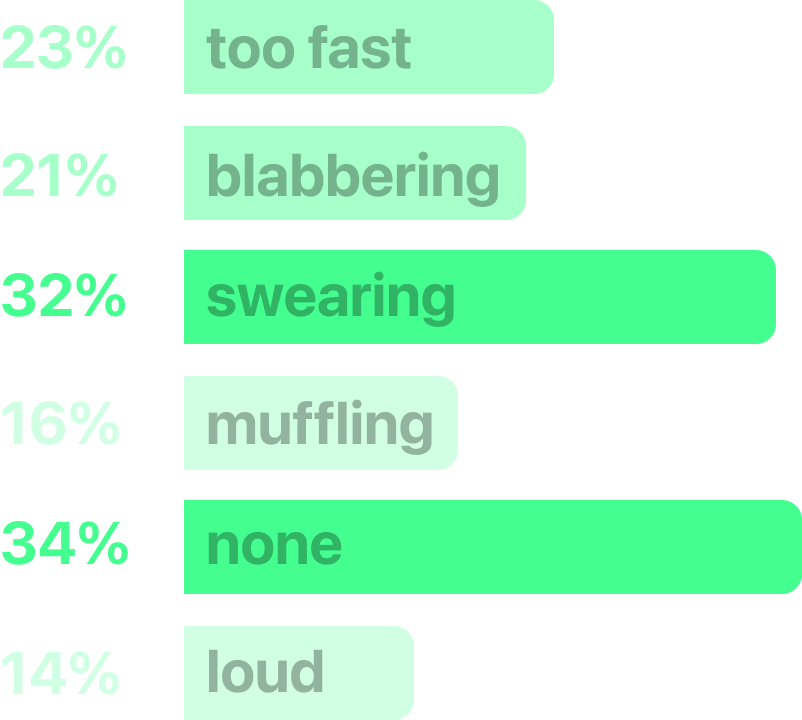 23% too fast
21% blabbering
32% swearing
16% muffling
34% none
14% loud